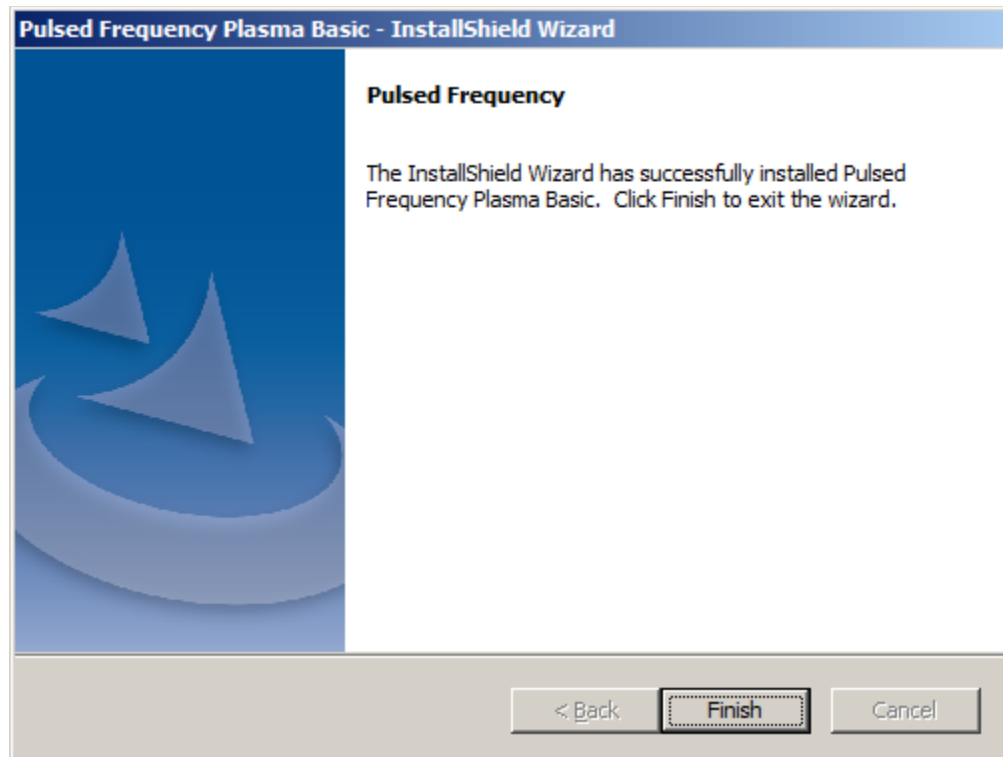 Pulsed Frequency Plasma Basic - InstallShield Wizard
Pulsed Frequency
The InstallShield Wizard has successfully installed Pulsed
Frequency Plasma Basic.  Click Finish to exit the wizard.
< Back
Finish
Cancel